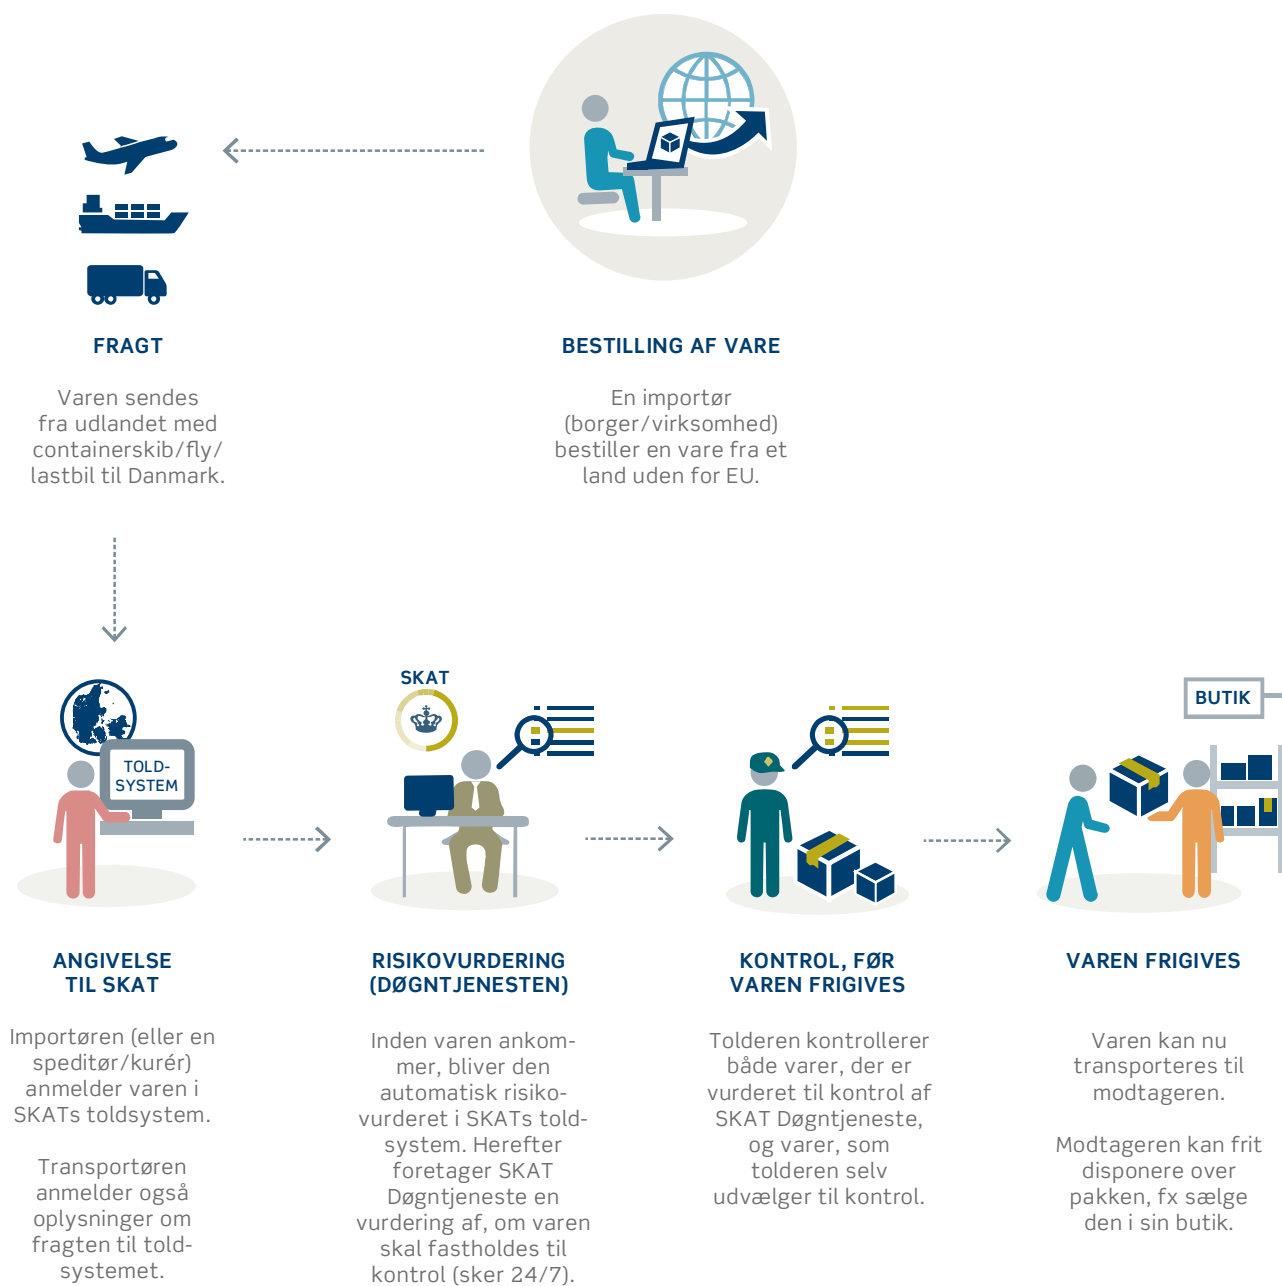 BESTILLING AF VARE
En importør
(borger/virksomhed)
bestiller en vare fra et
land uden for EU.
FRAGT
Varen sendes
fra udlandet med
containerskib/fly/
lastbil til Danmark.
TOLD-
SYSTEM
ANGIVELSE
TIL SKAT
Importøren (eller en
speditør/kurér)
anmelder varen i
SKATs toldsystem.
Transportøren
anmelder også
oplysninger om
fragten til told-
systemet.
SKAT
RISIKOVURDERING
(DØGNTJENESTEN)
Inden varen ankom-
mer, bliver den
automatisk risiko-
vurderet i SKATs told-
system. Herefter
foretager SKAT
Døgntjeneste en
vurdering af, om varen
skal fastholdes til
kontrol (sker 24/7).
KONTROL, FØR
VAREN FRIGIVES
Tolderen kontrollerer
både varer, der er
vurderet til kontrol af
SKAT Døgntjeneste,
og varer, som
tolderen selv
udvælger til kontrol.
BUTIK
VAREN FRIGIVES
Varen kan nu
transporteres til
modtageren.
Modtageren kan frit
disponere over
pakken, fx sælge
den i sin butik.